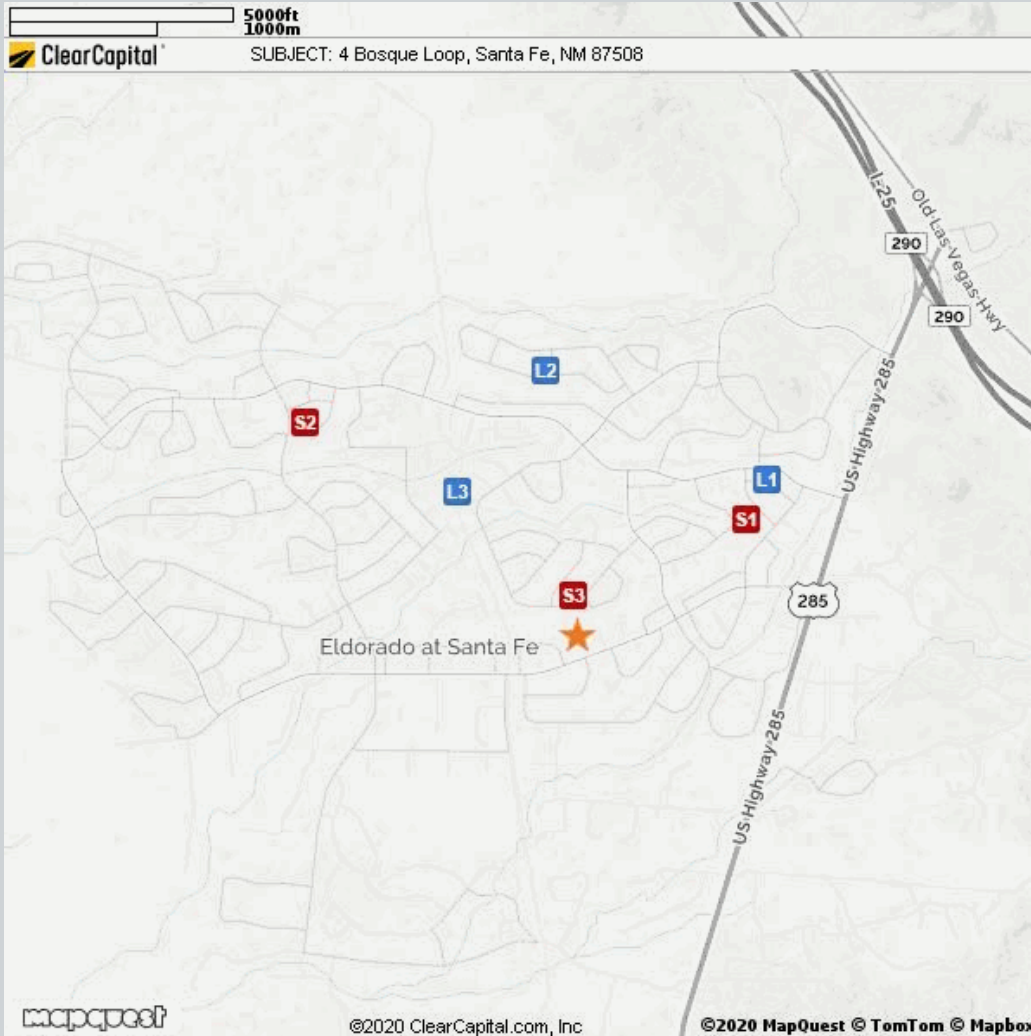 5000ft
1000m
ClearCapital
SUBJECT: 4 Bosque Loop, Santa Fe, NM 87508
I-25
Old Las Vegas Hwy
290
290
US Highway 285
L2
S2
L3
L1
S1
S3
285
Eldorado at Santa Fe
US Highway 285
mapquest
©2020 ClearCapital.com, Inc
©2020 MapQuest © TomTom © Mapbox